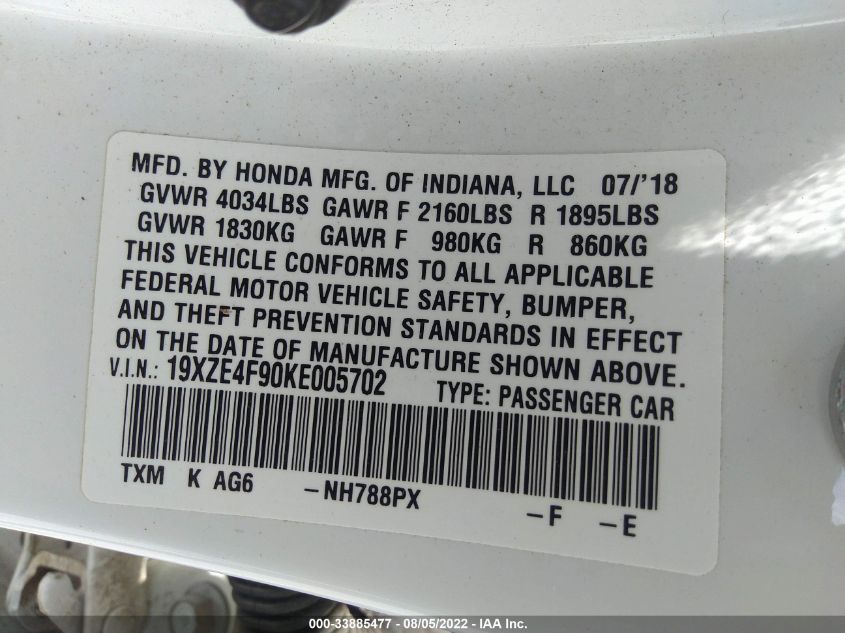 MFD. BY HONDA MFG. OF INDIANA, LLC 07/'18
GVWR 4034LBS GAWR F 2160LBS R 1895LBS
GVWR 1830KG GAWR F 980KG R 860KG
THIS VEHICLE CONFORMS TO ALL APPLICABLE
FEDERAL MOTOR VEHICLE SAFETY, BUMPER,
AND THEFT PREVENTION STANDARDS IN EFFECT
ON THE DATE OF MANUFACTURE SHOWN ABOVE.
V.I.N.: 19XZE4F90KE005702 TYPE: PASSENGER CAR
TXM K AG6 -NH788PX -F -E
000-33885477 - 08/05/2022 - IAA Inc.